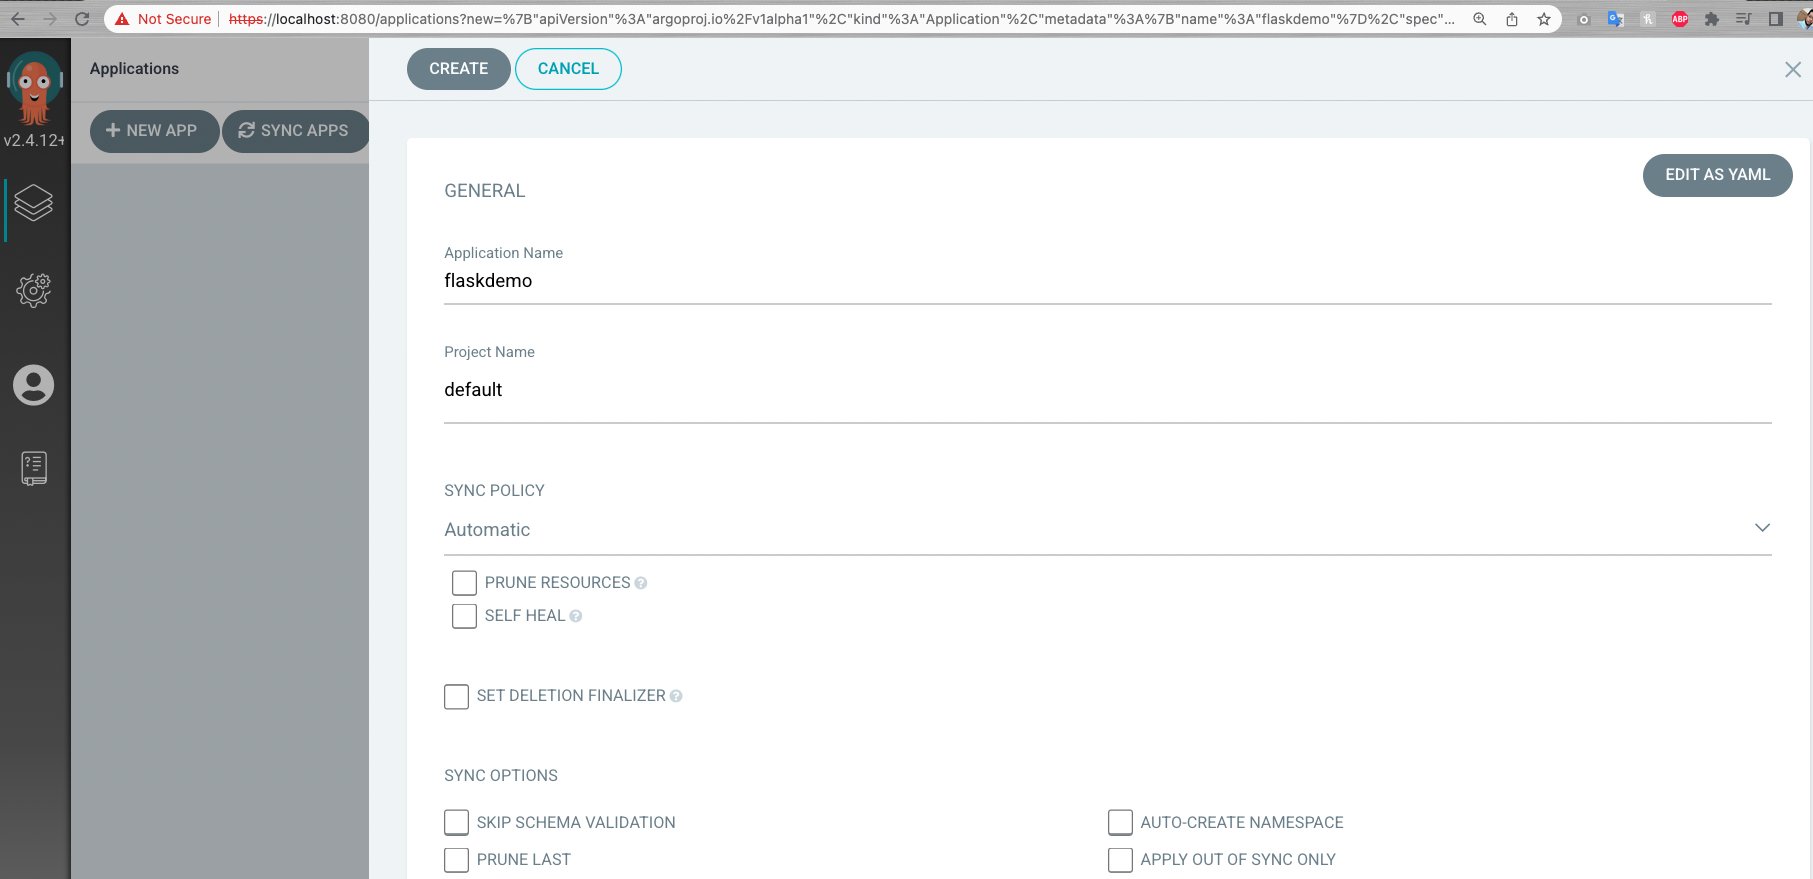 Not Secure https://localhost:8080/applications?new=%7B"apiVersion"%3A"argoproj.io%2Fv1alpha1"%2C"kind"%3A"Application"%2C"metadata"%3A%7B"name"%3A"flaskdemo"%7D%2C"spec"...
ABP
Applications
CREATE CANCEL
NEW APP SYNC APPS
v2.4.12+
EDIT AS YAML
GENERAL
Application Name
flaskdemo
Project Name
default
SYNC POLICY
Automatic
PRUNE RESOURCES ?
SELF HEAL ?
SET DELETION FINALIZER ?
SYNC OPTIONS
SKIP SCHEMA VALIDATION AUTO-CREATE NAMESPACE
PRUNE LAST APPLY OUT OF SYNC ONLY